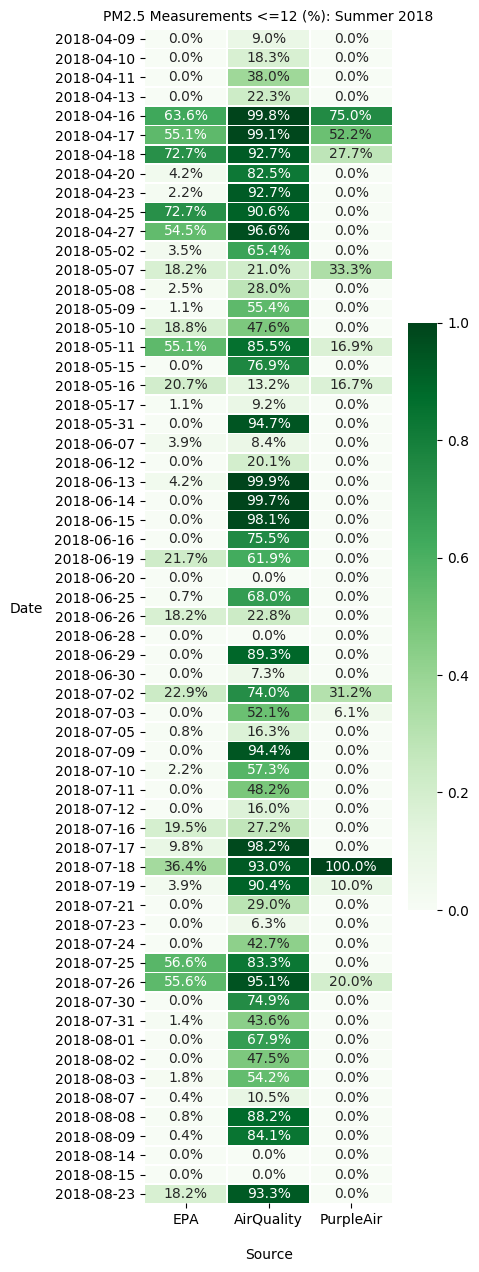 PM2.5 Measurements <=12 (%): Summer 2018
2018-04-09 0.0% 9.0% 0.0%
2018-04-10 0.0% 18.3% 0.0%
2018-04-11 0.0% 38.0% 0.0%
2018-04-13 0.0% 22.3% 0.0%
2018-04-16 63.6% 99.8% 75.0%
2018-04-17 55.1% 99.1% 52.2%
2018-04-18 72.7% 92.7% 27.7%
2018-04-20 4.2% 82.5% 0.0%
2018-04-23 2.2% 92.7% 0.0%
2018-04-25 72.7% 90.6% 0.0%
2018-04-27 54.5% 96.6% 0.0%
2018-05-02 3.5% 65.4% 0.0%
2018-05-07 18.2% 21.0% 33.3%
2018-05-08 2.5% 28.0% 0.0%
2018-05-09 1.1% 55.4% 0.0%
2018-05-10 18.8% 47.6% 0.0%
1.0
2018-05-11 55.1% 85.5% 16.9%
2018-05-15 0.0% 76.9% 0.0%
2018-05-16 20.7% 13.2% 16.7%
2018-05-17 1.1% 9.2% 0.0%
2018-05-31 0.0% 94.7% 0.0%
2018-06-07 3.9% 8.4% 0.0%
0.8
2018-06-12 0.0% 20.1% 0.0%
2018-06-13 4.2% 99.9% 0.0%
2018-06-14 0.0% 99.7% 0.0%
2018-06-15 0.0% 98.1% 0.0%
2018-06-16 0.0% 75.5% 0.0%
2018-06-19 21.7% 61.9% 0.0%
0.6
2018-06-20 0.0% 0.0% 0.0%
2018-06-25 0.7% 68.0% 0.0%
Date
2018-06-26 18.2% 22.8% 0.0%
2018-06-28 0.0% 0.0% 0.0%
2018-06-29 0.0% 89.3% 0.0%
2018-06-30 0.0% 7.3% 0.0%
0.4
2018-07-02 22.9% 74.0% 31.2%
2018-07-03 0.0% 52.1% 6.1%
2018-07-05 0.8% 16.3% 0.0%
2018-07-09 0.0% 94.4% 0.0%
2018-07-10 2.2% 57.3% 0.0%
2018-07-11 0.0% 48.2% 0.0%
0.2
2018-07-12 0.0% 16.0% 0.0%
2018-07-16 19.5% 27.2% 0.0%
2018-07-17 9.8% 98.2% 0.0%
2018-07-18 36.4% 93.0% 100.0%
2018-07-19 3.9% 90.4% 10.0%
2018-07-21 0.0% 29.0% 0.0%
0.0
2018-07-23 0.0% 6.3% 0.0%
2018-07-24 0.0% 42.7% 0.0%
2018-07-25 56.6% 83.3% 0.0%
2018-07-26 55.6% 95.1% 20.0%
2018-07-30 0.0% 74.9% 0.0%
2018-07-31 1.4% 43.6% 0.0%
2018-08-01 0.0% 67.9% 0.0%
2018-08-02 0.0% 47.5% 0.0%
2018-08-03 1.8% 54.2% 0.0%
2018-08-07 0.4% 10.5% 0.0%
2018-08-08 0.8% 88.2% 0.0%
2018-08-09 0.4% 84.1% 0.0%
2018-08-14 0.0% 0.0% 0.0%
2018-08-15 0.0% 0.0% 0.0%
2018-08-23 18.2% 93.3% 0.0%
EPA AirQuality PurpleAir
Source